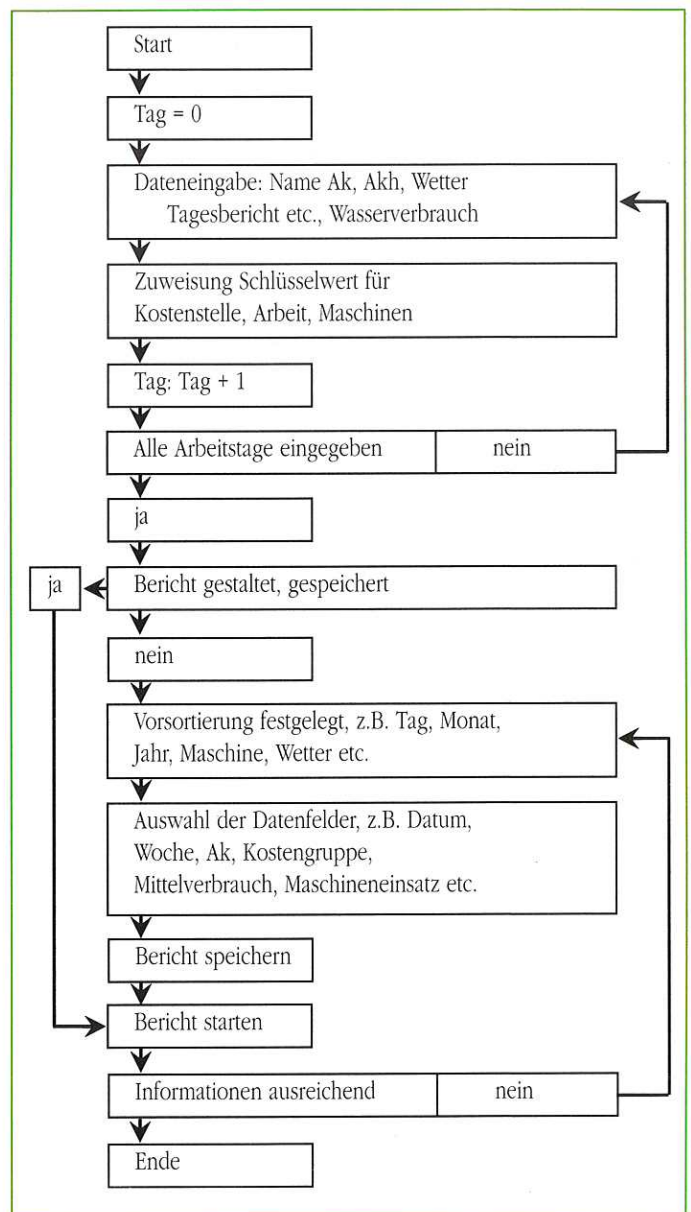 Start
Tag = 0
Dateneingabe: Name Ak, Akh, Wetter
Tagesbericht etc., Wasserverbrauch
Zuweisung Schlüsselwert für
Kostenstelle, Arbeit, Maschinen
Tag: Tag + 1
Alle Arbeitstage eingegeben
nein
ja
ja
Bericht gestaltet, gespeichert
nein
Vorsortierung festgelegt, z.B. Tag, Monat,
Jahr, Maschine, Wetter etc.
Auswahl der Datenfelder, z.B. Datum,
Woche, Ak, Kostengruppe,
Mittelverbrauch, Maschineneinsatz etc.
Bericht speichern
Bericht starten
Informationen ausreichend
nein
Ende